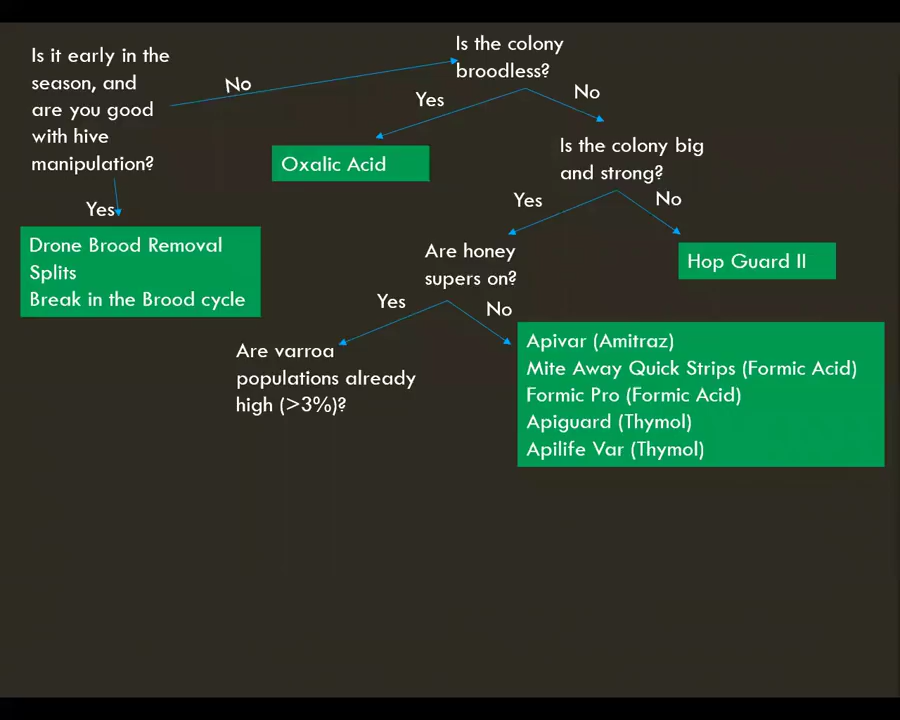 Is it early in the
season, and
are you good
with hive
manipulation?
No
Yes
Drone Brood Removal
Splits
Break in the Brood cycle
Is the colony
broodless?
Yes
No
Oxalic Acid
Is the colony big
and strong?
Yes
No
Hop Guard II
Are honey
supers on?
Yes
No
Are varroa
populations already
high (>3%)?
Apivar (Amitraz)
Mite Away Quick Strips (Formic Acid)
Formic Pro (Formic Acid)
Apiguard (Thymol)
Apilife Var (Thymol)